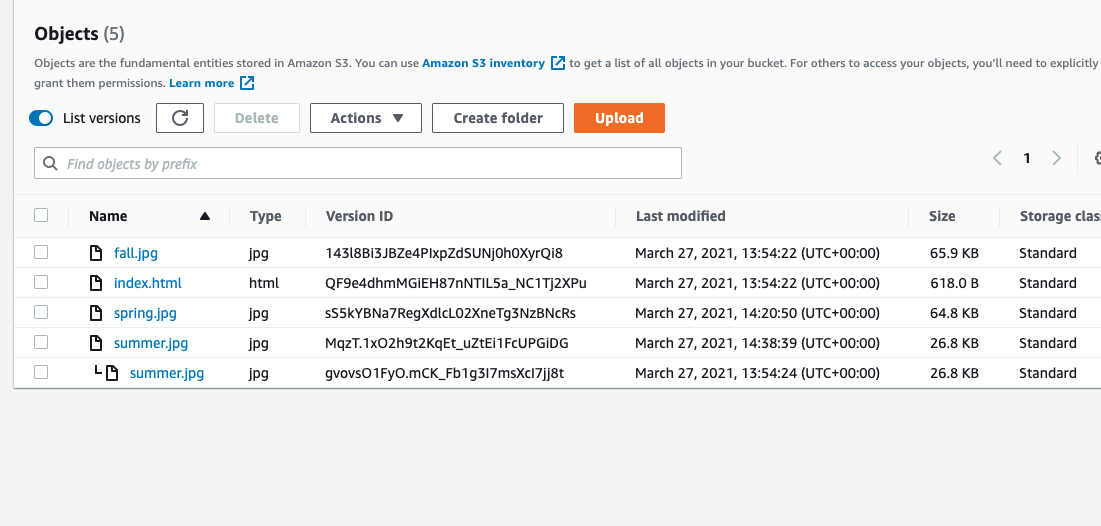 Objects (5)
Objects are the fundamental entities stored in Amazon S3. You can use Amazon S3 inventory to get a list of all objects in your bucket. For others to access your objects, you'll need to explicitly
grant them permissions. Learn more
List versions Delete Actions Create folder Upload
Find objects by prefix 1
Name Type Version ID Last modified Size Storage clas
fall.jpg jpg 143l8Bi3JBZe4PIxpZdSUNj0h0XyrQi8 March 27, 2021, 13:54:22 (UTC+00:00) 65.9 KB Standard
index.html html QF9e4dhmMGiEH87nNTIL5a_NC1Tj2XPu March 27, 2021, 13:54:22 (UTC+00:00) 618.0 B Standard
spring.jpg jpg sS5kYBNa7RegXdlcL02XneTg3NzBNcRs March 27, 2021, 14:20:50 (UTC+00:00) 64.8 KB Standard
summer.jpg jpg MqzT.1xO2h9t2KqEt_uZtEi1FcUPGiDG March 27, 2021, 14:38:39 (UTC+00:00) 26.8 KB Standard
summer.jpg jpg gvovsO1FyO.mCK_Fb1g3I7msXcI7jj8t March 27, 2021, 13:54:24 (UTC+00:00) 26.8 KB Standard